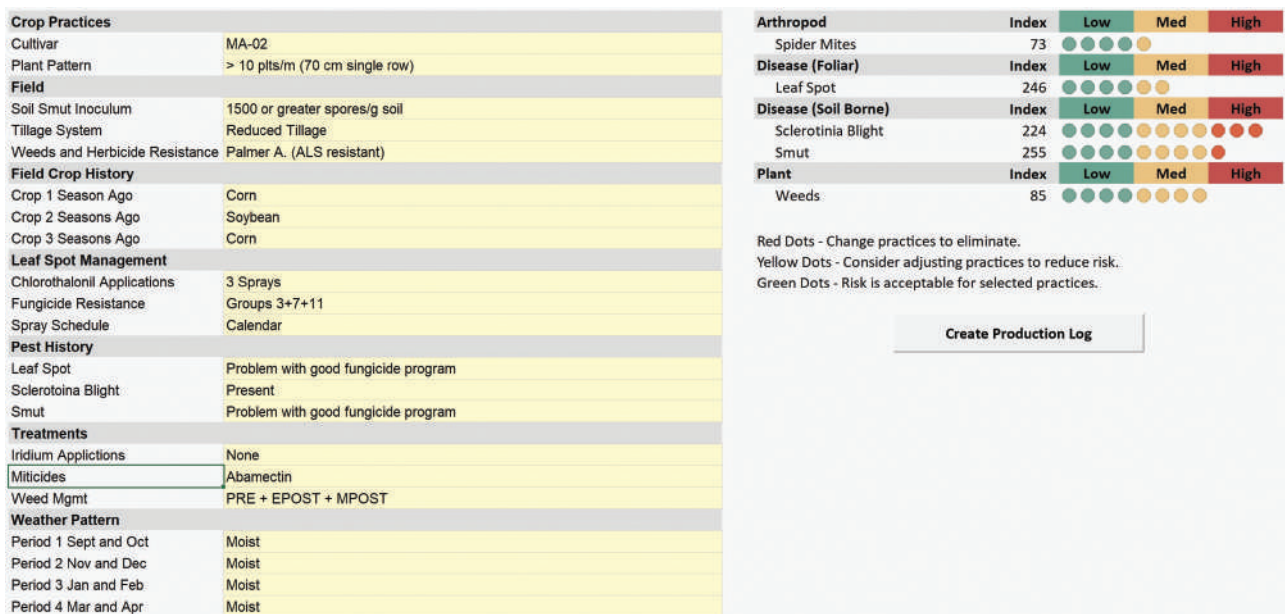 Crop Practices
Cultivar MA-02
Plant Pattern > 10 plts/m (70 cm single row)
Field
Soil Smut Inoculum 1500 or greater spores/g soil
Tillage System Reduced Tillage
Weeds and Herbicide Resistance Palmer A. (ALS resistant)
Field Crop History
Crop 1 Season Ago Corn
Crop 2 Seasons Ago Soybean
Crop 3 Seasons Ago Corn
Leaf Spot Management
Chlorothalonil Applications 3 Sprays
Fungicide Resistance Groups 3+7+11
Spray Schedule Calendar
Pest History
Leaf Spot Problem with good fungicide program
Sclerotoina Blight Present
Smut Problem with good fungicide program
Treatments
Iridium Applictions None
Miticides Abamectin
Weed Mgmt PRE + EPOST + MPOST
Weather Pattern
Period 1 Sept and Oct Moist
Period 2 Nov and Dec Moist
Period 3 Jan and Feb Moist
Period 4 Mar and Apr Moist
Arthropod Index Low Med High
Spider Mites 73
Disease (Foliar) Index Low Med High
Leaf Spot 246
Disease (Soil Borne) Index Low Med High
Sclerotinia Blight 224
Smut 255
Plant Index Low Med High
Weeds 85
Red Dots - Change practices to eliminate.
Yellow Dots - Consider adjusting practices to reduce risk.
Green Dots - Risk is acceptable for selected practices.
Create Production Log